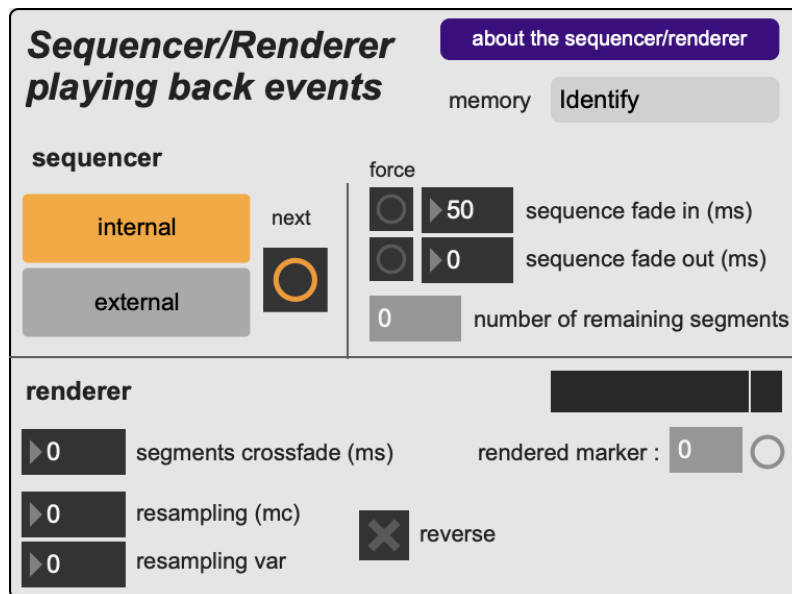 Sequencer/Renderer
playing back events
about the sequencer/renderer
memory Identify
sequencer
internal
external
next
force
50 sequence fade in (ms)
0 sequence fade out (ms)
0 number of remaining segments
renderer
0 segments crossfade (ms)
rendered marker : 0
0 resampling (mc)
0 resampling var
reverse